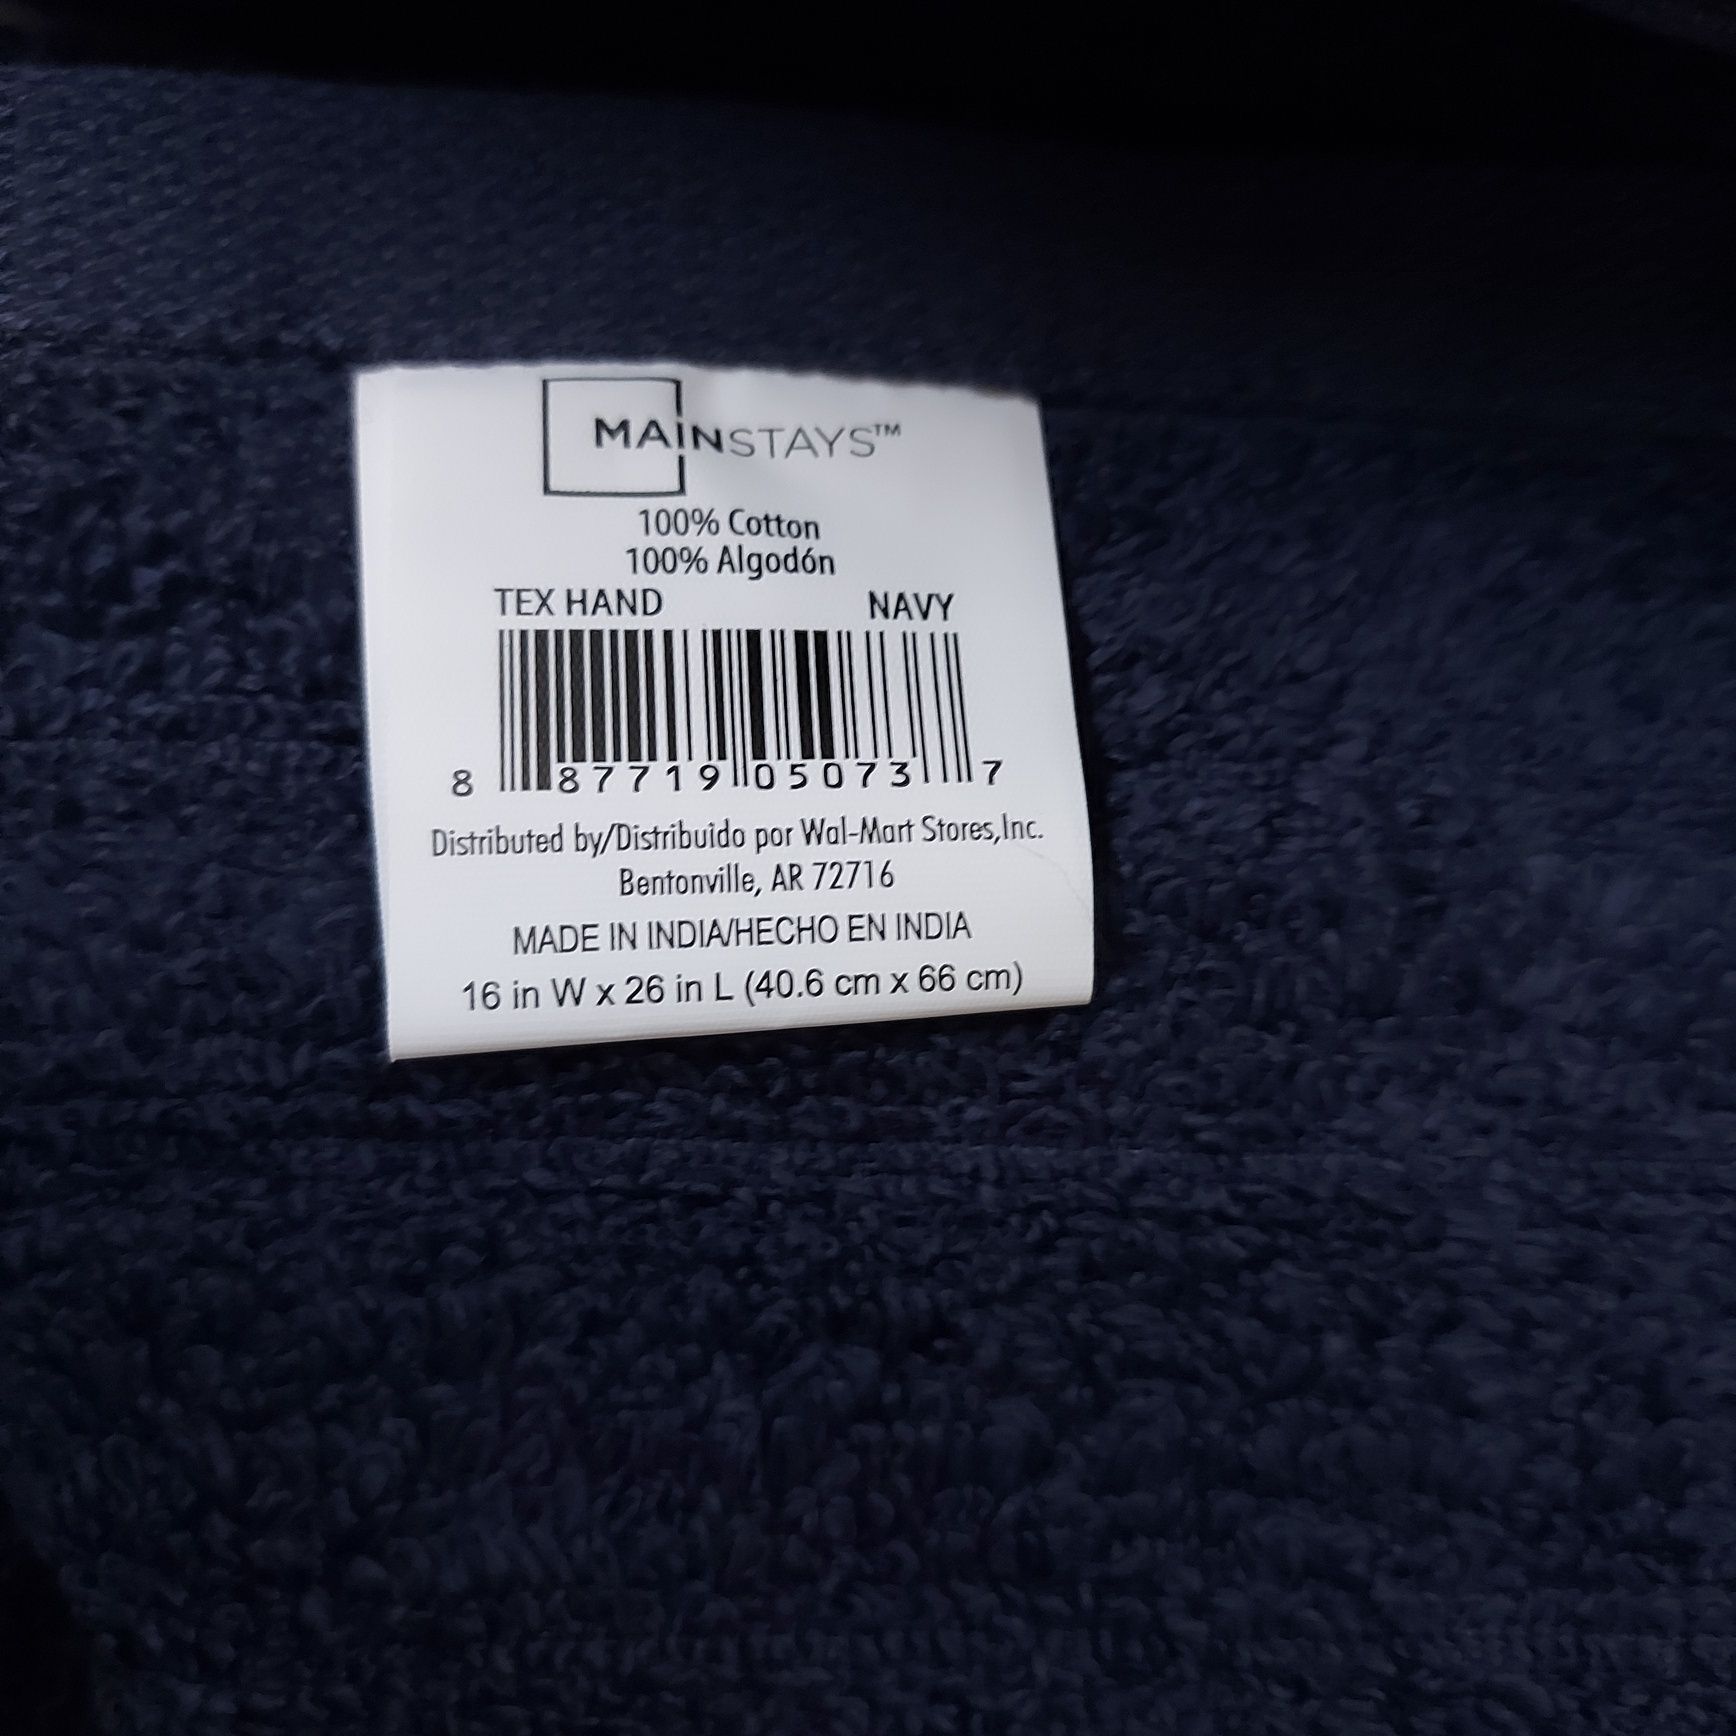 MAINSTAYS™
100% Cotton
100% Algodón
TEX HAND NAVY
8 87719 05073 7
Distributed by/Distribuido por Wal-Mart Stores,Inc.
Bentonville, AR 72716
MADE IN INDIA/HECHO EN INDIA
16 in W x 26 in L (40.6 cm x 66 cm)